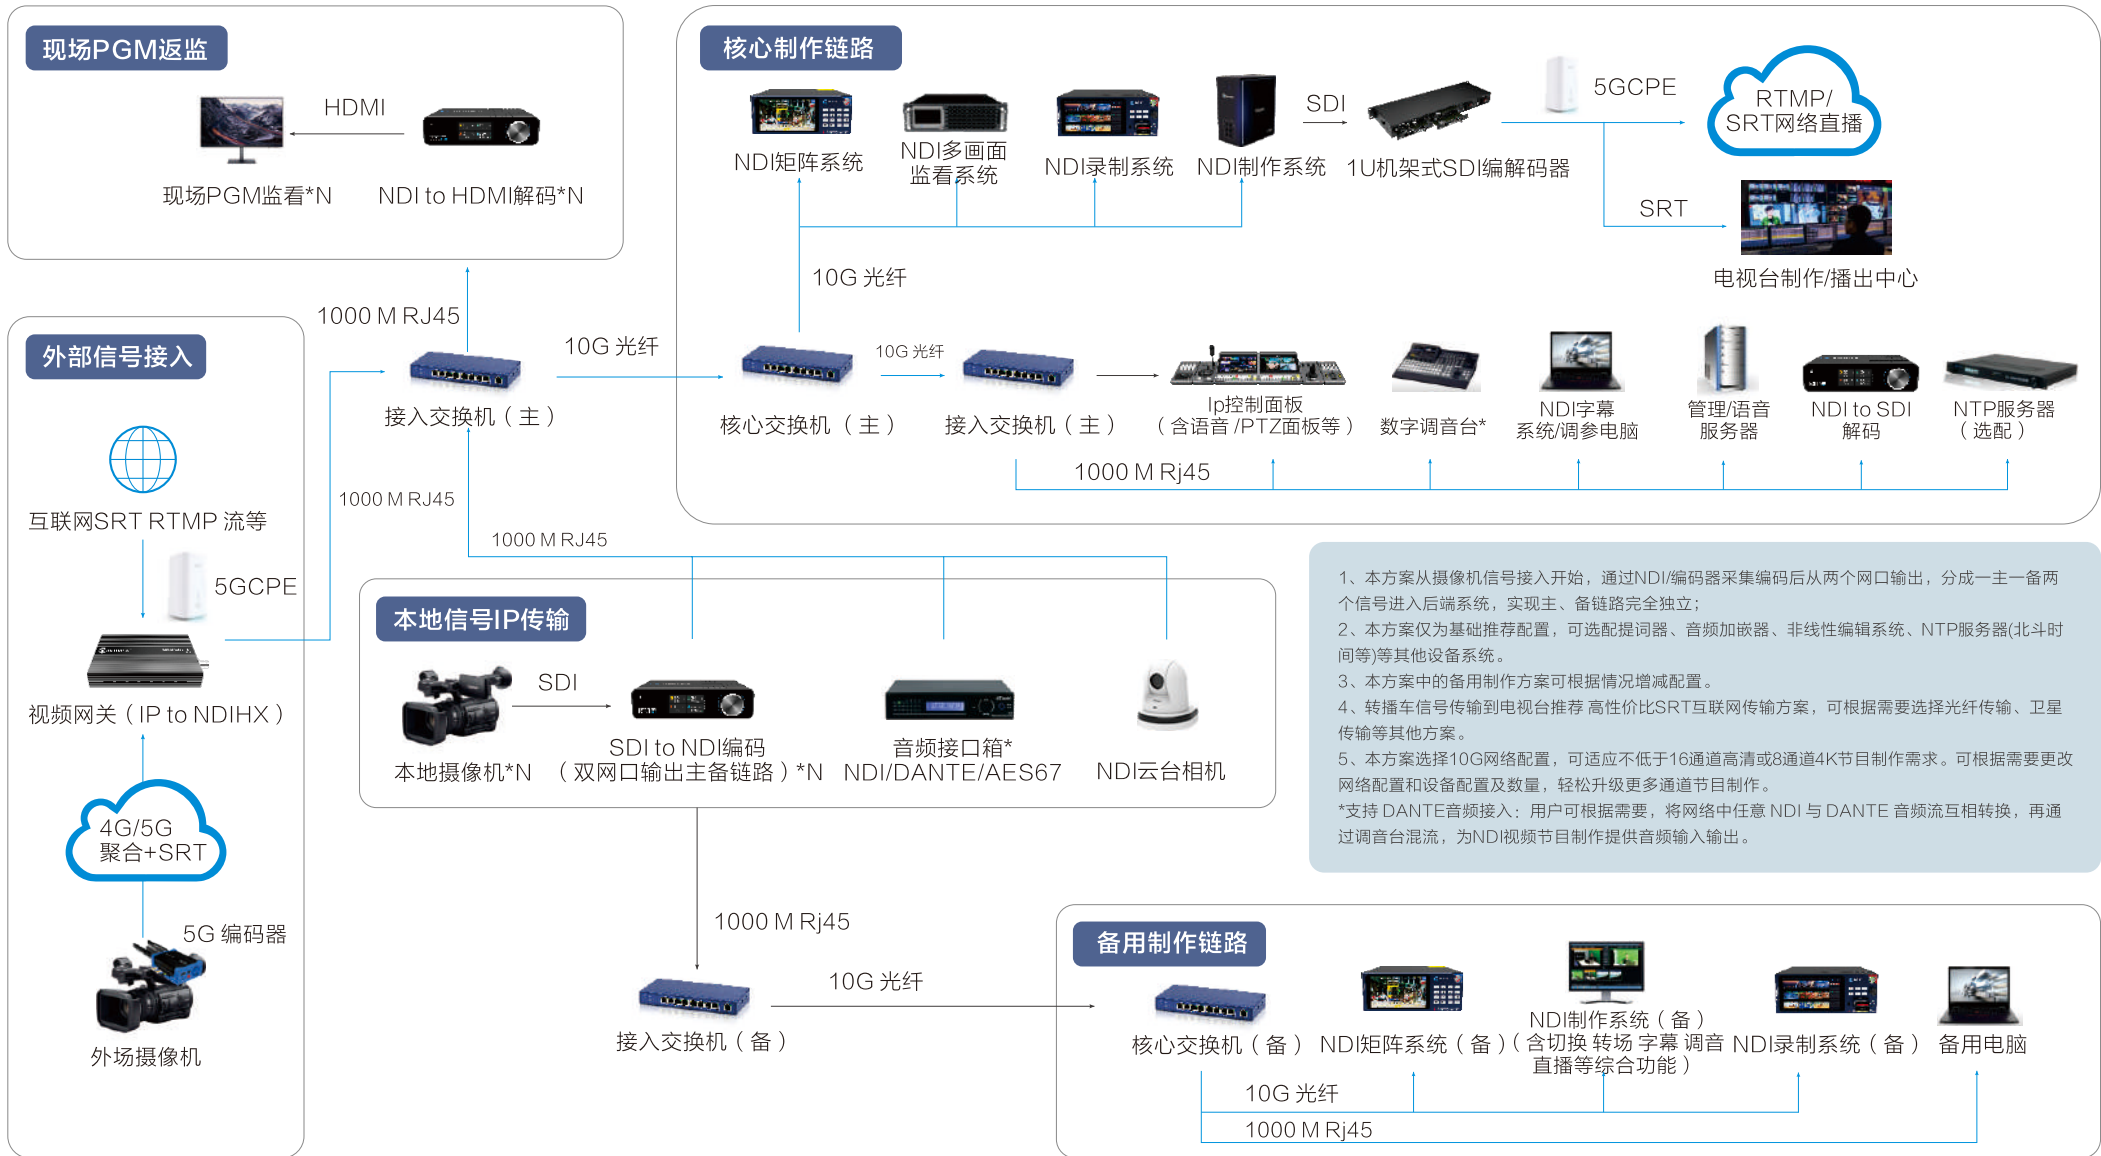 现场PGM返监
HDMI
现场PGM监看*N
NDI to HDMI解码*N
核心制作链路
NDI矩阵系统
NDI多画面
监看系统
NDI录制系统
NDI制作系统
SDI
1U机架式SDI编解码器
5GCPE
RTMP/
SRT网络直播
SRT
电视台制作/播出中心
10G 光纤
1000 M RJ45
接入交换机（主）
10G 光纤
核心交换机 （主）
10G 光纤
接入交换机（主）
Ip控制面板
（含语音 /PTZ面板等）
数字调音台*
NDI字幕
系统/调参电脑
管理/语音
服务器
NDI to SDI
解码
NTP服务器
（选配）
1000 M Rj45
外部信号接入
互联网SRT RTMP 流等
5GCPE
视频网关（IP to NDIHX）
4G/5G
聚合+SRT
5G 编码器
外场摄像机
1000 M RJ45
1000 M RJ45
本地信号IP传输
本地摄像机*N
SDI
SDI to NDI编码
（双网口输出主备链路）*N
音频接口箱*
NDI/DANTE/AES67
NDI云台相机
1000 M Rj45
接入交换机（备）
10G 光纤
1、本方案从摄像机信号接入开始，通过NDI/编码器采集编码后从两个网口输出，分成一主一备两
个信号进入后端系统，实现主、备链路完全独立；
2、本方案仅为基础推荐配置，可选配提词器、音频加嵌器、非线性编辑系统、NTP服务器(北斗时
间等)等其他设备系统。
3、本方案中的备用制作方案可根据情况增减配置。
4、转播车信号传输到电视台推荐 高性价比SRT互联网传输方案，可根据需要选择光纤传输、卫星
传输等其他方案。
5、本方案选择10G网络配置，可适应不低于16通道高清或8通道4K节目制作需求。可根据需要更改
网络配置和设备配置及数量，轻松升级更多通道节目制作。
*支持 DANTE音频接入：用户可根据需要，将网络中任意 NDI 与 DANTE 音频流互相转换，再通
过调音台混流，为NDI视频节目制作提供音频输入输出。
备用制作链路
核心交换机（备）
NDI矩阵系统（备）
NDI制作系统（备）
（含切换 转场 字幕 调音
直播等综合功能）
NDI录制系统（备）
备用电脑
10G 光纤
1000 M Rj45